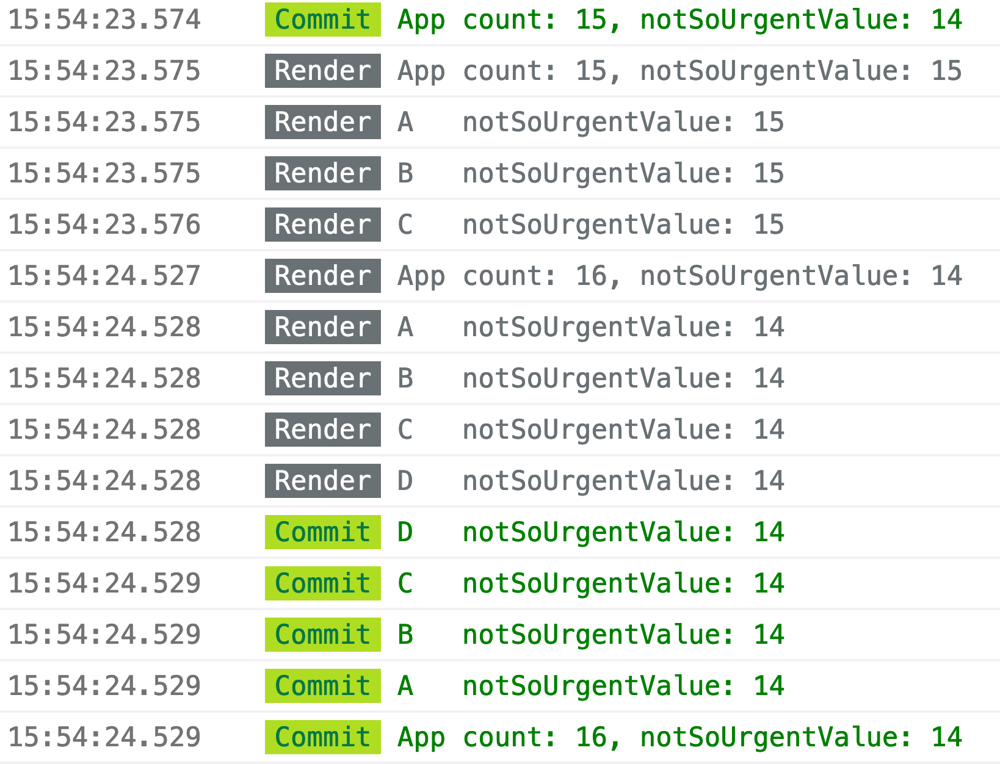 15:54:23.574 Commit App count: 15, notSoUrgentValue: 14
15:54:23.575 Render App count: 15, notSoUrgentValue: 15
15:54:23.575 Render A notSoUrgentValue: 15
15:54:23.575 Render B notSoUrgentValue: 15
15:54:23.576 Render C notSoUrgentValue: 15
15:54:24.527 Render App count: 16, notSoUrgentValue: 14
15:54:24.528 Render A notSoUrgentValue: 14
15:54:24.528 Render B notSoUrgentValue: 14
15:54:24.528 Render C notSoUrgentValue: 14
15:54:24.528 Render D notSoUrgentValue: 14
15:54:24.528 Commit D notSoUrgentValue: 14
15:54:24.529 Commit C notSoUrgentValue: 14
15:54:24.529 Commit B notSoUrgentValue: 14
15:54:24.529 Commit A notSoUrgentValue: 14
15:54:24.529 Commit App count: 16, notSoUrgentValue: 14